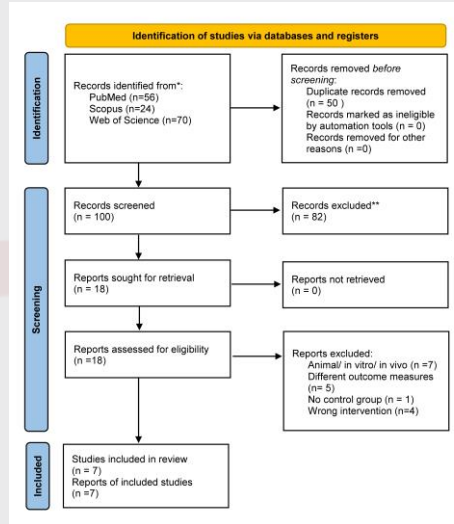 Identification of studies via databases and registers
Identification
Records identified from*:
PubMed (n=56)
Scopus (n=24)
Web of Science (n=70)
Records removed before
screening:
Duplicate records removed
(n = 50 )
Records marked as ineligible
by automation tools (n = 0)
Records removed for other
reasons (n =0)
Screening
Records screened
(n = 100)
Records excluded**
(n = 82)
Reports sought for retrieval
(n = 18)
Reports not retrieved
(n = 0)
Reports assessed for eligibility
(n =18)
Reports excluded:
Animal/ in vitro/ in vivo (n =7)
Different outcome measures
(n= 5)
No control group (n = 1)
Wrong intervention (n=4)
Included
Studies included in review
(n = 7)
Reports of included studies
(n =7)